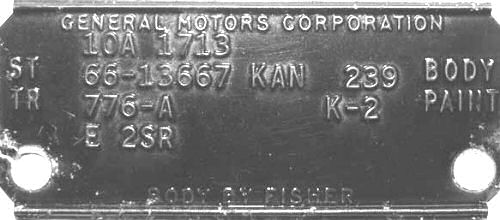 GENERAL MOTORS CORPORATION
10A 1713
ST 66-13667 KAN 239 BODY
TR 776-A K-2 PAINT
E 2SR
BODY BY FISHER